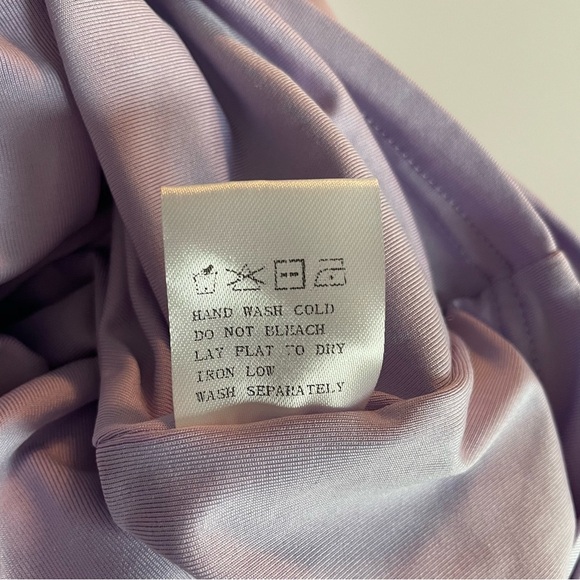 HAND WASH COLD
DO NOT BLEACH
LAY FLAT TO DRY
IRON LOW
WASH SEPARATELY